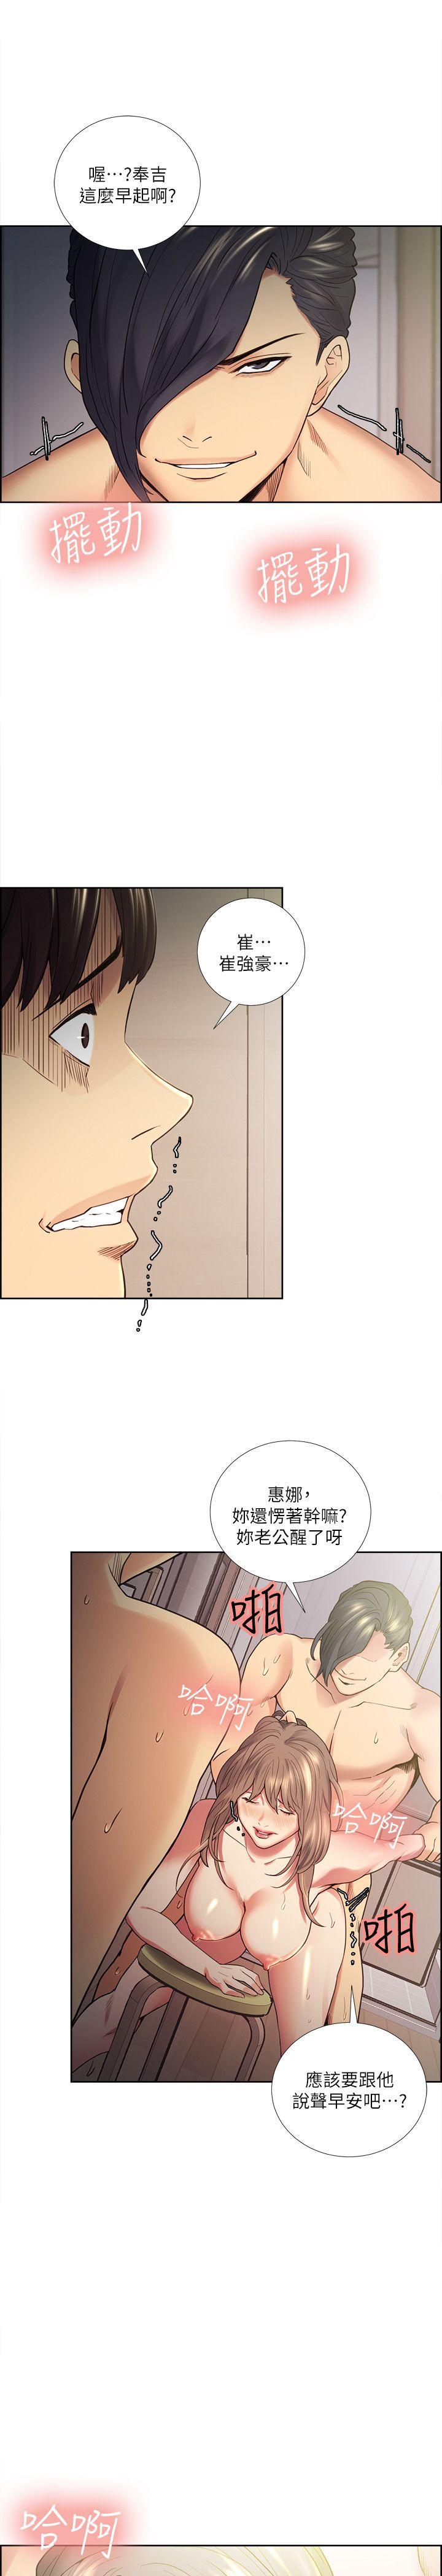 喔⋯?奉吉
這麼早起啊?
擺動
擺動
崔⋯
崔強豪⋯
惠娜,
妳還愣著幹嘛?
妳老公醒了呀
啪
哈啊
哈啊
啪
應該要跟他
說聲早安吧⋯?
哈啊